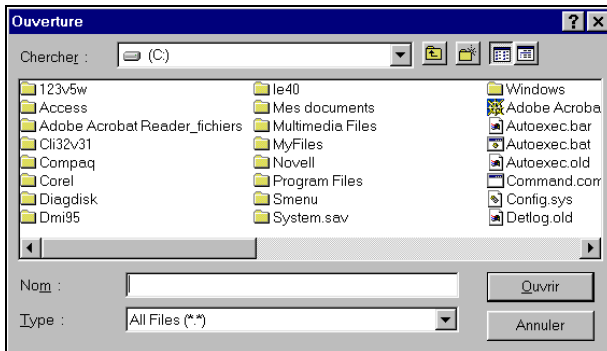 Ouverture
Chercher :
(C:)
123v5w
Access
Adobe Acrobat Reader_fichiers
Cli32v31
Compaq
Corel
Diagdisk
Dmi95
Ie40
Mes documents
Multimedia Files
MyFiles
Novell
Program Files
Smenu
System.sav
Windows
Adobe Acroba
Autoexec.bar
Autoexec.bat
Autoexec.old
Command.com
Config.sys
Detlog.old
Nom :
Ouvrir
Type :
All Files (*.*)
Annuler